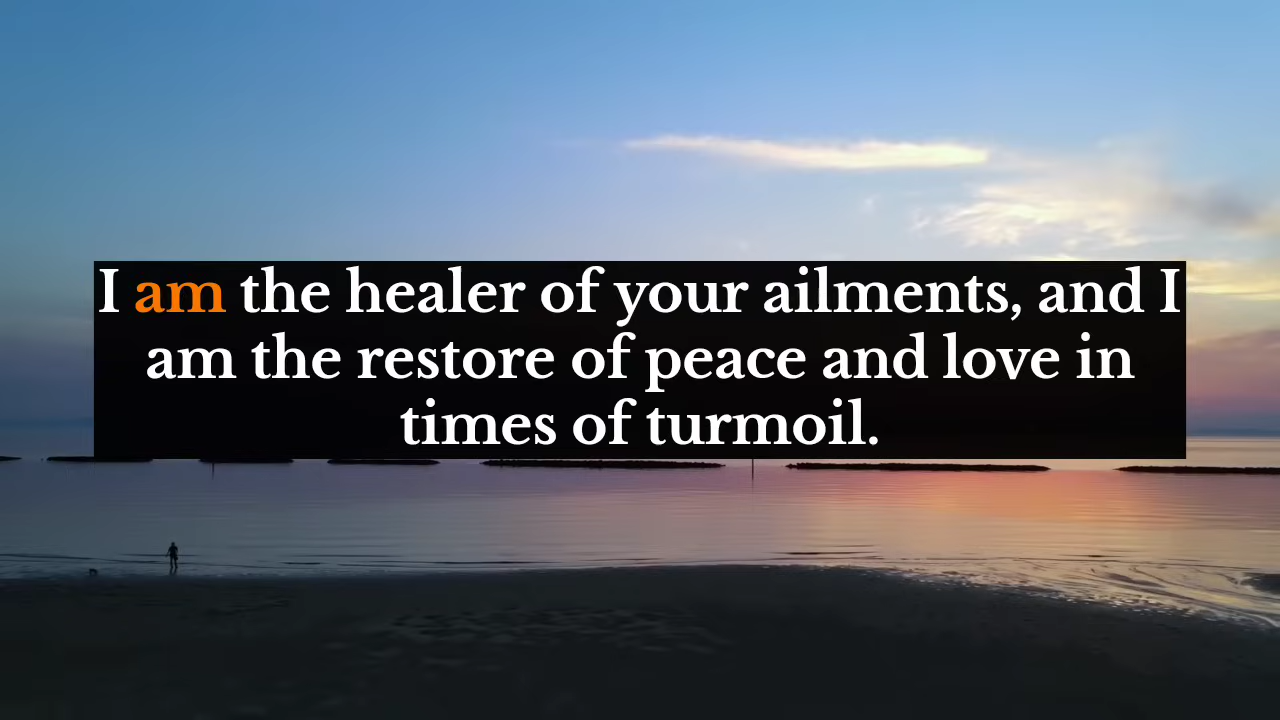 I am the healer of your ailments, and I
am the restore of peace and love in
times of turmoil.